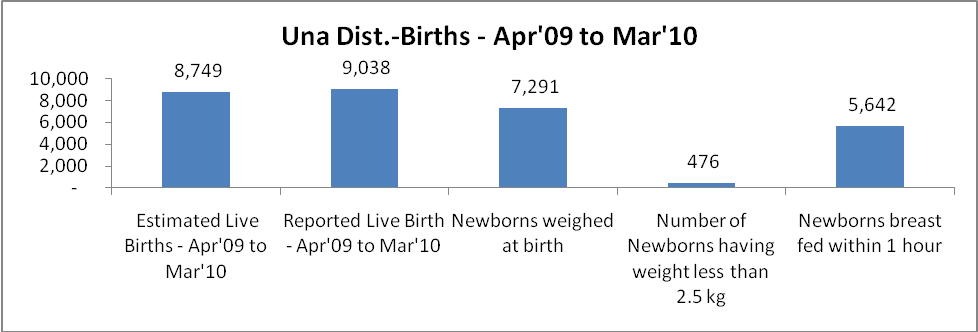 Una Dist.-Births - Apr'09 to Mar'10
10,000
8,000
6,000
4,000
2,000
-
8,749
9,038
7,291
476
5,642
Estimated Live
Births - Apr'09 to
Mar'10
Reported Live Birth
- Apr'09 to Mar'10
Newborns weighed
at birth
Number of
Newborns having
weight less than
2.5 kg
Newborns breast
fed within 1 hour